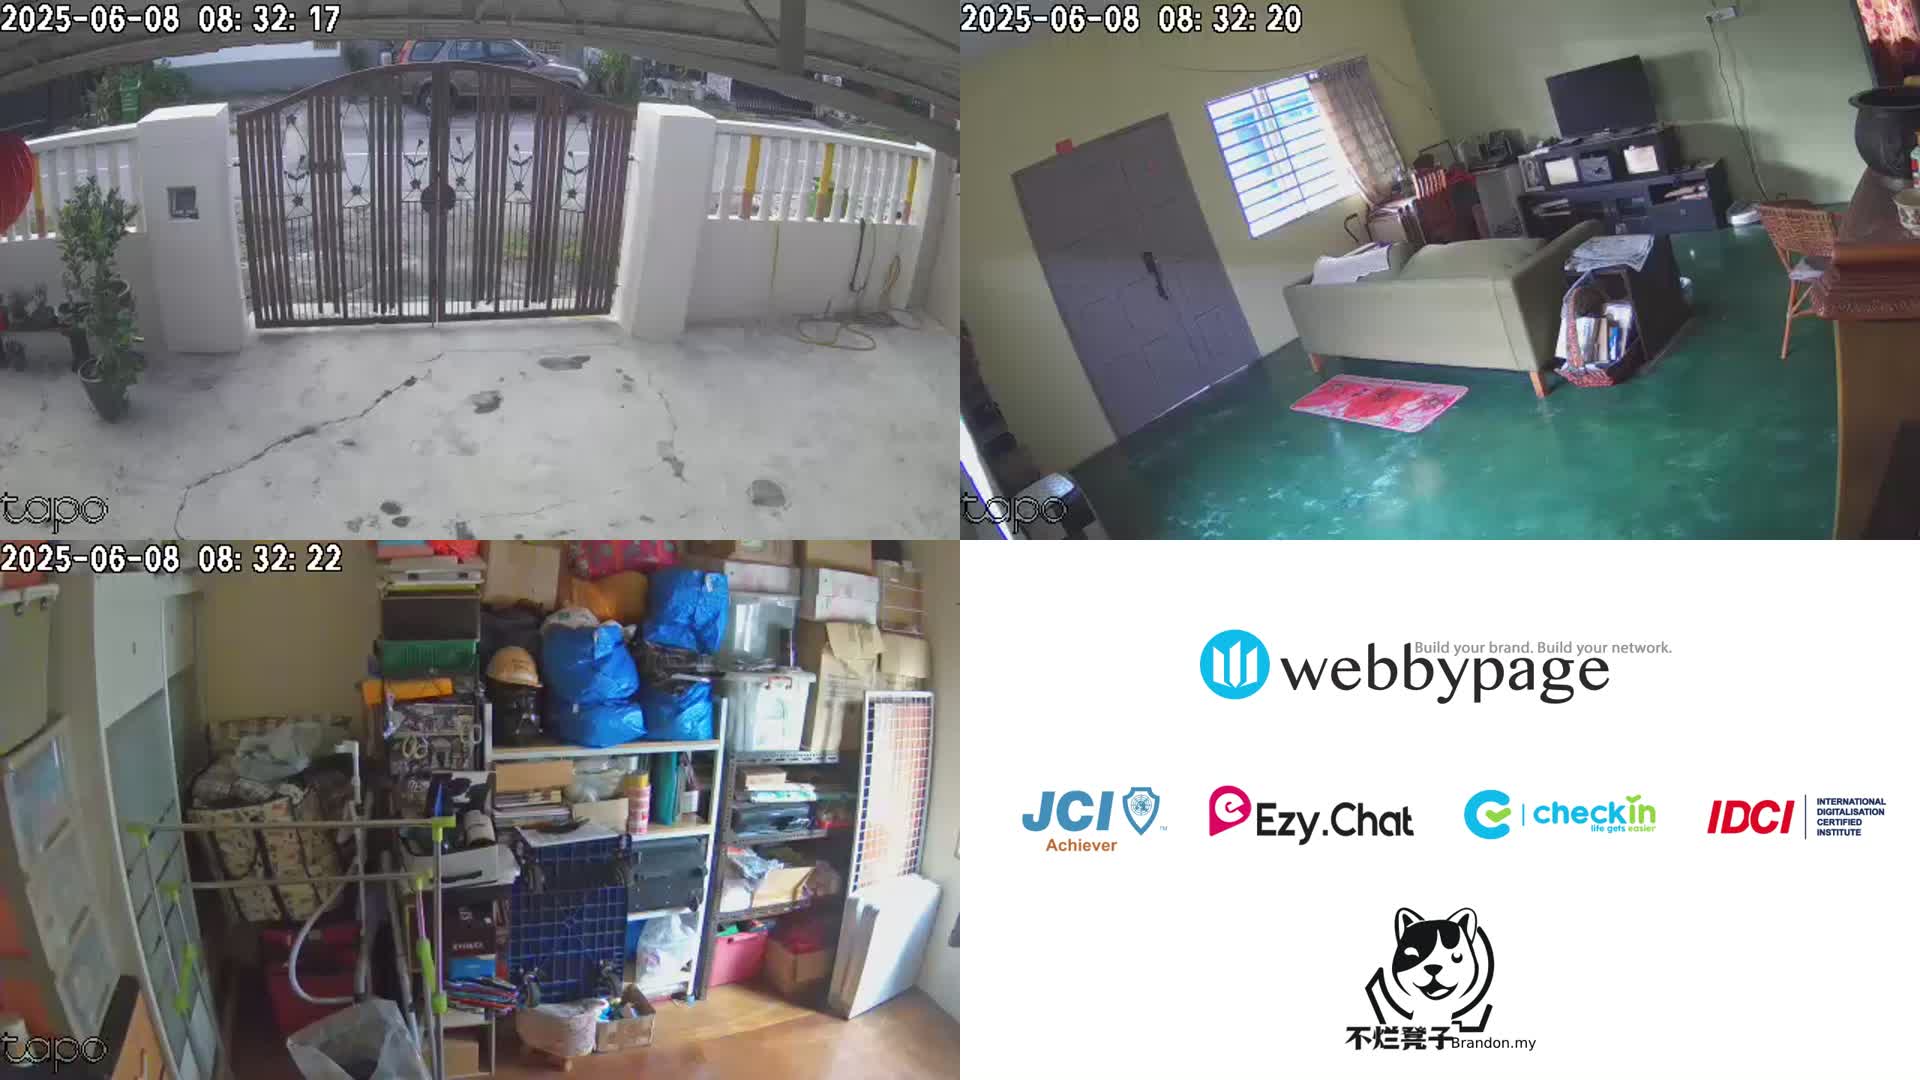 2025-06-08 08:32:17
2025-06-08 08:32:20
tapo
tapo
2025-06-08 08:32:22
tapo
Build your brand. Build your network.
webbypage
JCI
TM
Achiever
Ezy.Chat
checkin
life gets easier
IDCI
INTERNATIONAL
DIGITALISATION
CERTIFIED
INSTITUTE
不烂凳子
Brandon.my